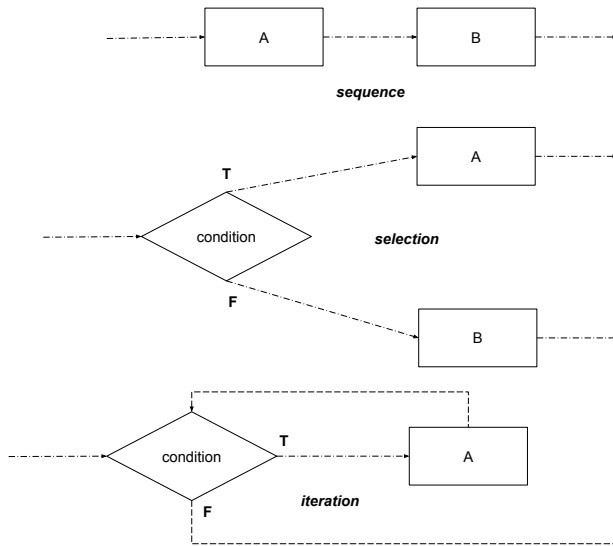 A
B
sequence
T
A
condition
selection
F
B
condition
T
A
iteration
F